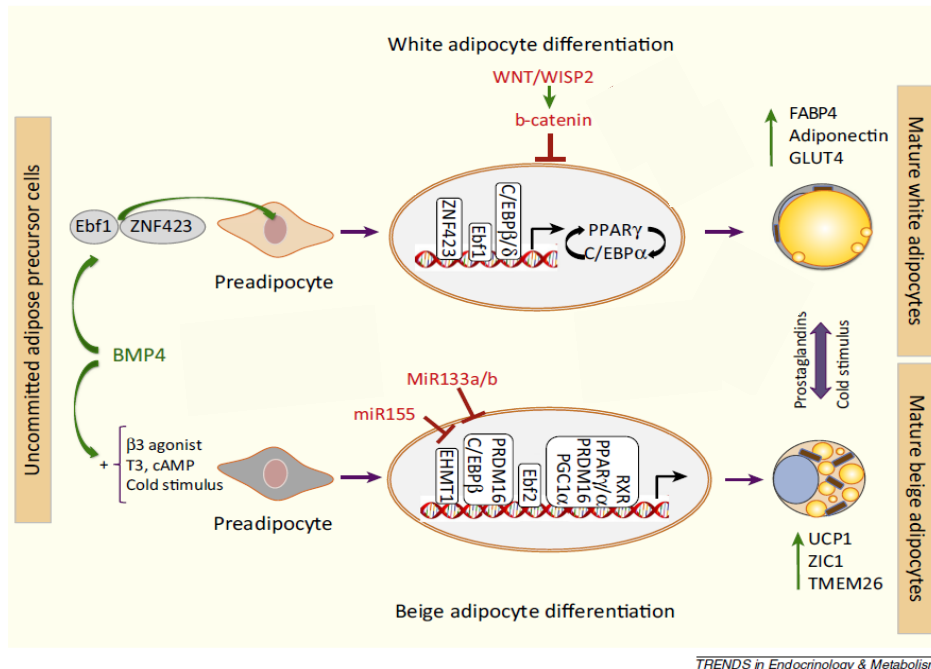 White adipocyte differentiation
WNT/WISP2
b-catenin
FABP4
Adiponectin
GLUT4
Mature white adipocytes
Uncommitted adipose precursor cells
Ebf1
ZNF423
Preadipocyte
ZNF423
Ebf1
C/EBPβ/δ
PPARγ
C/EBPα
BMP4
Prostaglandins
Cold stimulus
MiR133a/b
miR155
+
β3 agonist
T3, cAMP
Cold stimulus
Preadipocyte
EHMT1
C/EBPβ
PRDM16
Ebf2
PGC1α
PRDM16
PPARγ/α
RXR
Mature beige adipocytes
UCP1
ZIC1
TMEM26
Beige adipocyte differentiation
TRENDS in Endocrinology & Metabolism